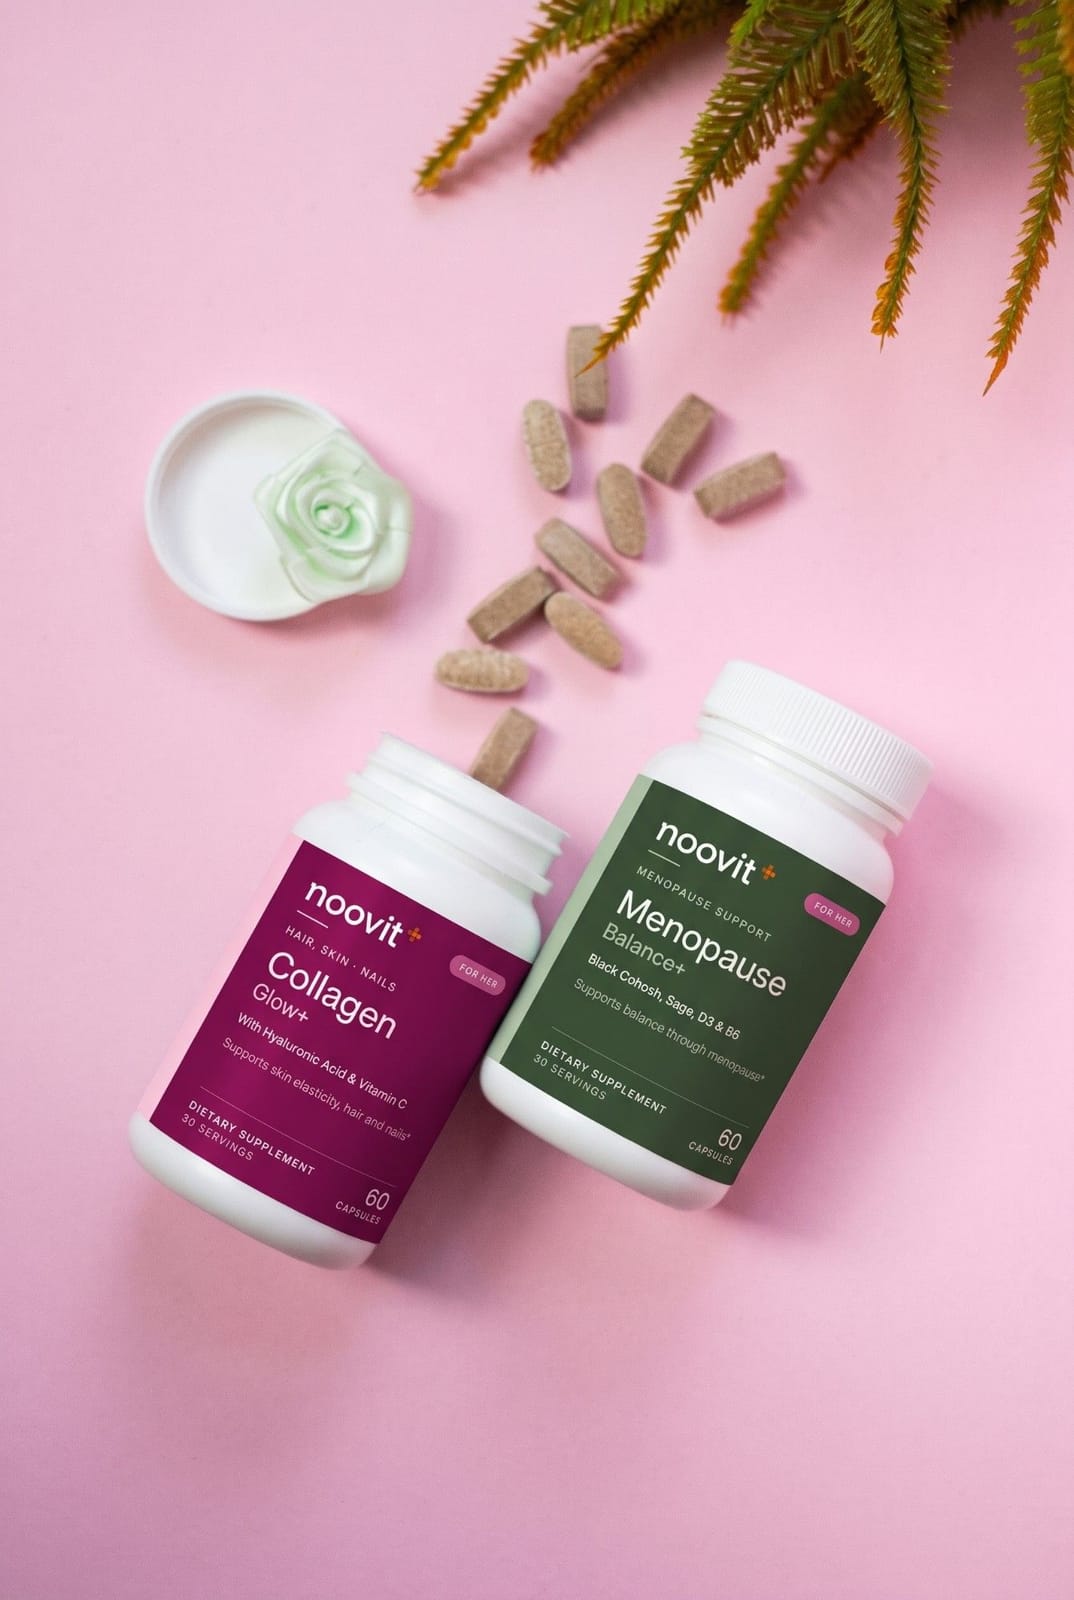 noovit+
HAIR, SKIN · NAILS
FOR HER
Collagen
Glow+
With Hyaluronic Acid & Vitamin C
Supports skin elasticity, hair and nails*
DIETARY SUPPLEMENT
30 SERVINGS
60
CAPSULES
noovit+
MENOPAUSE SUPPORT
FOR HER
Menopause
Balance+
Black Cohosh, Sage, D3 & B6
Supports balance through menopause*
DIETARY SUPPLEMENT
30 SERVINGS
60
CAPSULES